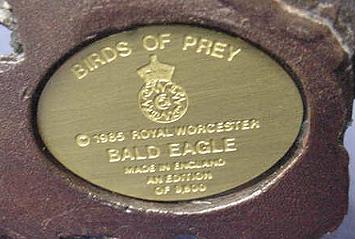 BIRDS OF PREY
© 1985 ROYAL WORCESTER
BALD EAGLE
MADE IN ENGLAND
AN EDITION
OF 9,800